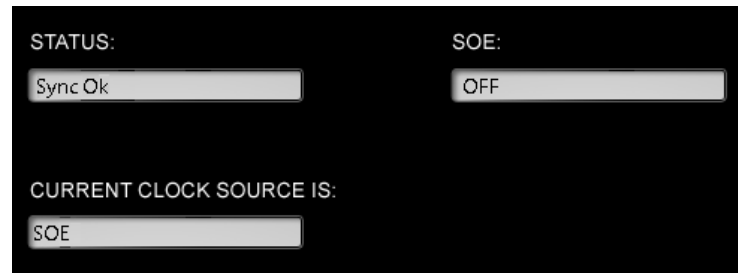 STATUS:
SOE:
Sync Ok
OFF
CURRENT CLOCK SOURCE IS:
SOE